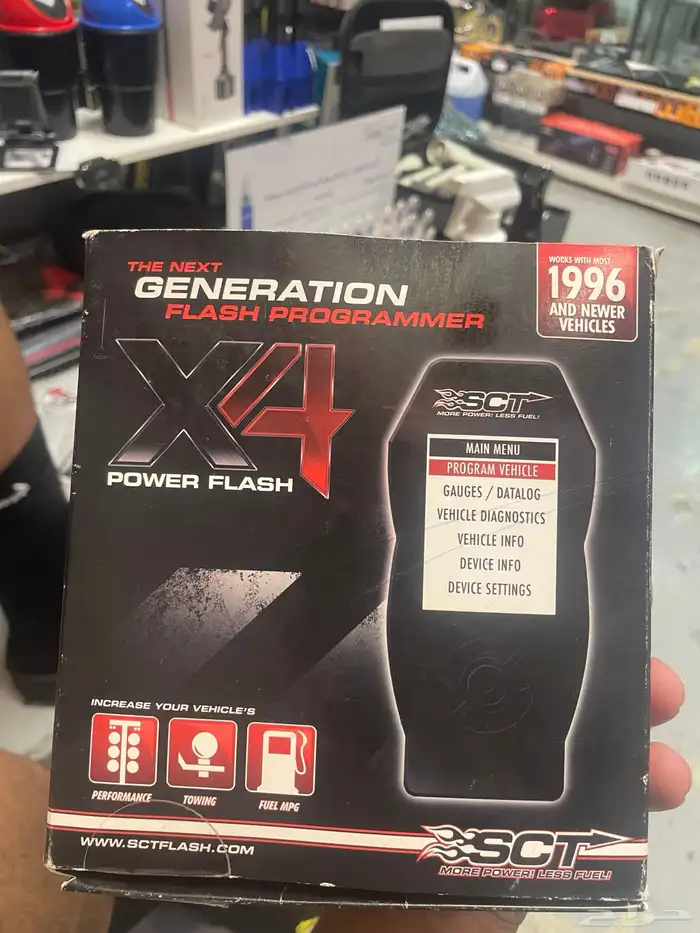 THE NEXT
GENERATION
FLASH PROGRAMMER
WORKS WITH MOST
1996
AND NEWER
VEHICLES
X4
POWER FLASH
SCT
MORE POWER! LESS FUEL!
MAIN MENU
PROGRAM VEHICLE
GAUGES / DATALOG
VEHICLE DIAGNOSTICS
VEHICLE INFO
DEVICE INFO
DEVICE SETTINGS
INCREASE YOUR VEHICLE'S
PERFORMANCE
TOWING
FUEL MPG
WWW.SCTFLASH.COM
SCT
MORE POWER! LESS FUEL!
حراج